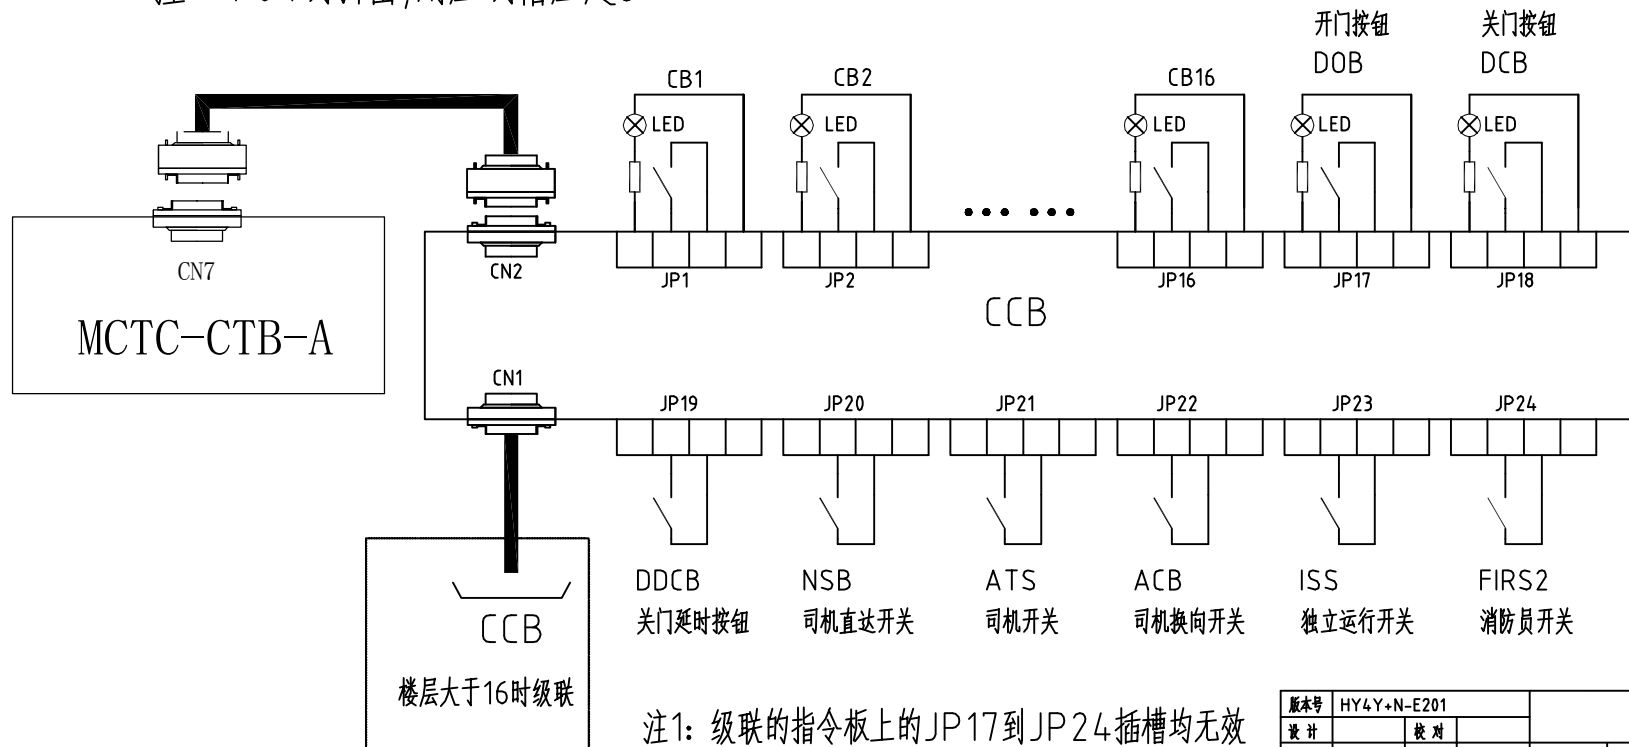 开门按钮 关门按钮
DOB DCB
CB1 CB2 CB16
LED LED LED LED LED
CN7 CN2 JP1 JP2 JP16 JP17 JP18
CCB
MCTC-CTB-A
CN1
JP19 JP20 JP21 JP22 JP23 JP24
DDCB NSB ATS ACB ISS FIRS2
关门延时按钮 司机直达开关 司机开关 司机换向开关 独立运行开关 消防员开关
CCB
楼层大于16时级联
注1: 级联的指令板上的JP17到JP24插槽均无效
版本号 HY4Y+N-E201
设计 校对